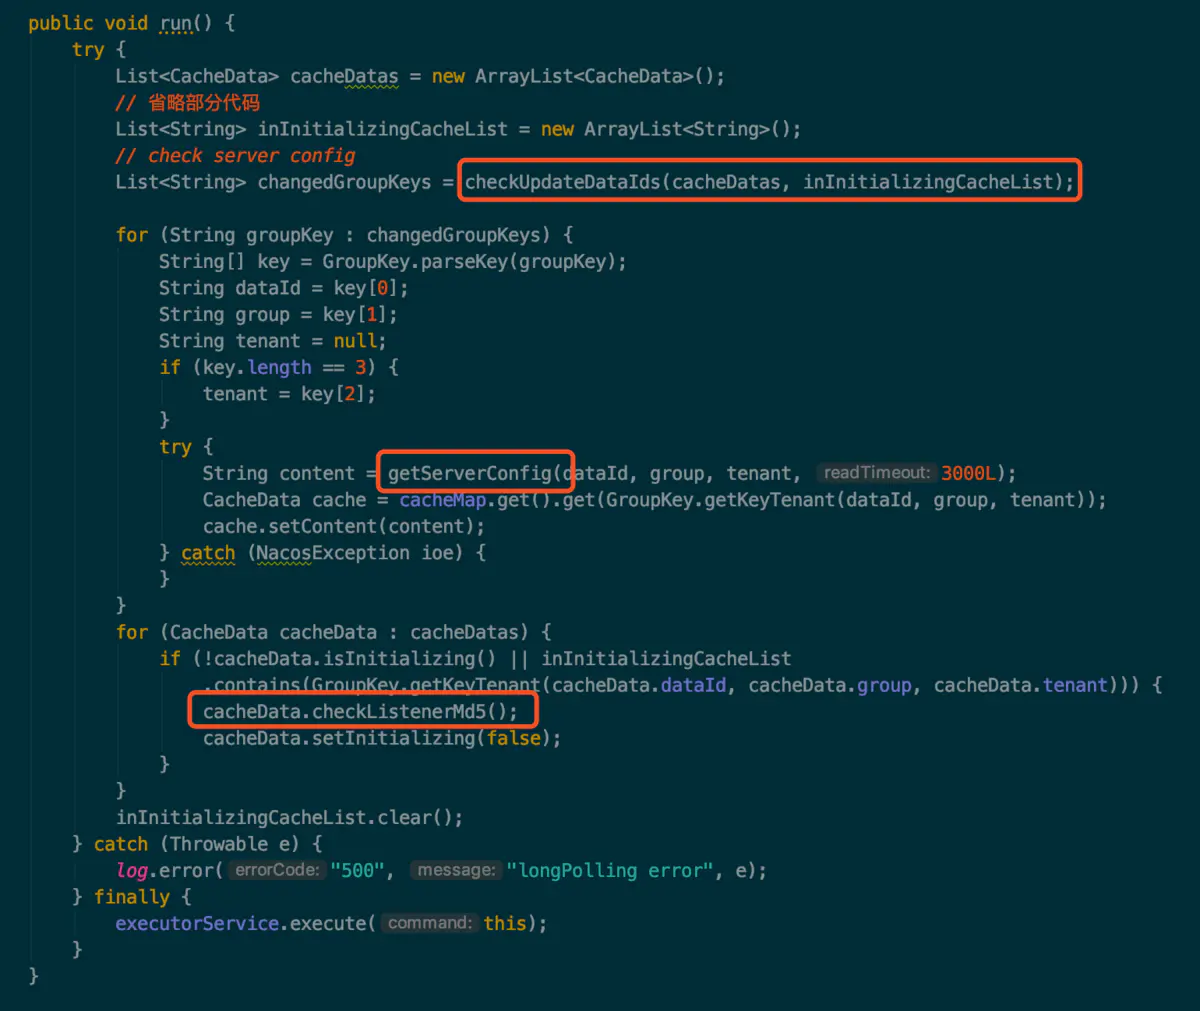 public void run() {
    try {
        List<CacheData> cacheDatas = new ArrayList<CacheData>();
        // 省略部分代码
        List<String> inInitializingCacheList = new ArrayList<String>();
        // check server config
        List<String> changedGroupKeys = checkUpdateDataIds(cacheDatas, inInitializingCacheList);

        for (String groupKey : changedGroupKeys) {
            String[] key = GroupKey.parseKey(groupKey);
            String dataId = key[0];
            String group = key[1];
            String tenant = null;
            if (key.length == 3) {
                tenant = key[2];
            }
            try {
                String content = getServerConfig(dataId, group, tenant, readTimeout: 3000L);
                CacheData cache = cacheMap.get().get(GroupKey.getKeyTenant(dataId, group, tenant));
                cache.setContent(content);
            } catch (NacosException ioe) {
            }
        }
        for (CacheData cacheData : cacheDatas) {
            if (!cacheData.isInitializing() || inInitializingCacheList
                .contains(GroupKey.getKeyTenant(cacheData.dataId, cacheData.group, cacheData.tenant))) {
                cacheData.checkListenerMd5();
                cacheData.setInitializing(false);
            }
        }
        inInitializingCacheList.clear();
    } catch (Throwable e) {
        log.error( errorCode: "500", message: "longPolling error", e);
    } finally {
        executorService.execute( command: this);
    }
}